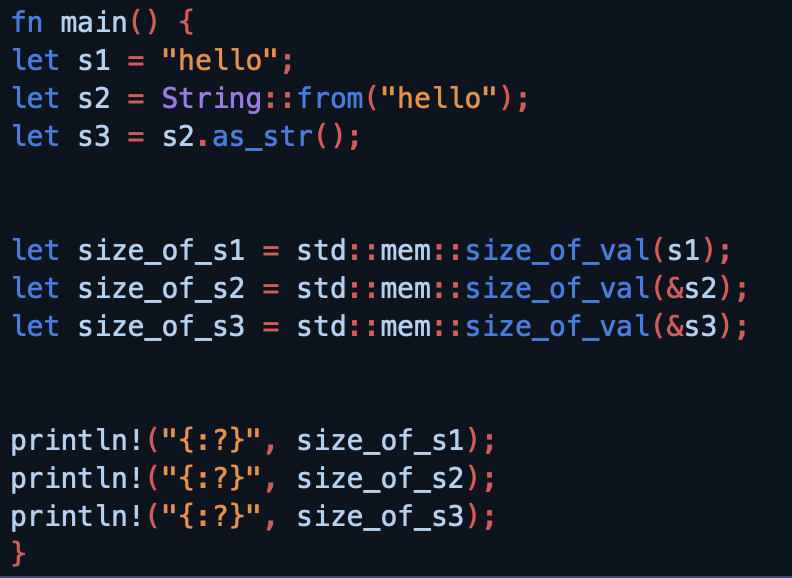 fn main() {
let s1 = "hello";
let s2 = String::from("hello");
let s3 = s2.as_str();
let size_of_s1 = std::mem::size_of_val(s1);
let size_of_s2 = std::mem::size_of_val(&s2);
let size_of_s3 = std::mem::size_of_val(&s3);
println!("{:?}", size_of_s1);
println!("{:?}", size_of_s2);
println!("{:?}", size_of_s3);
}